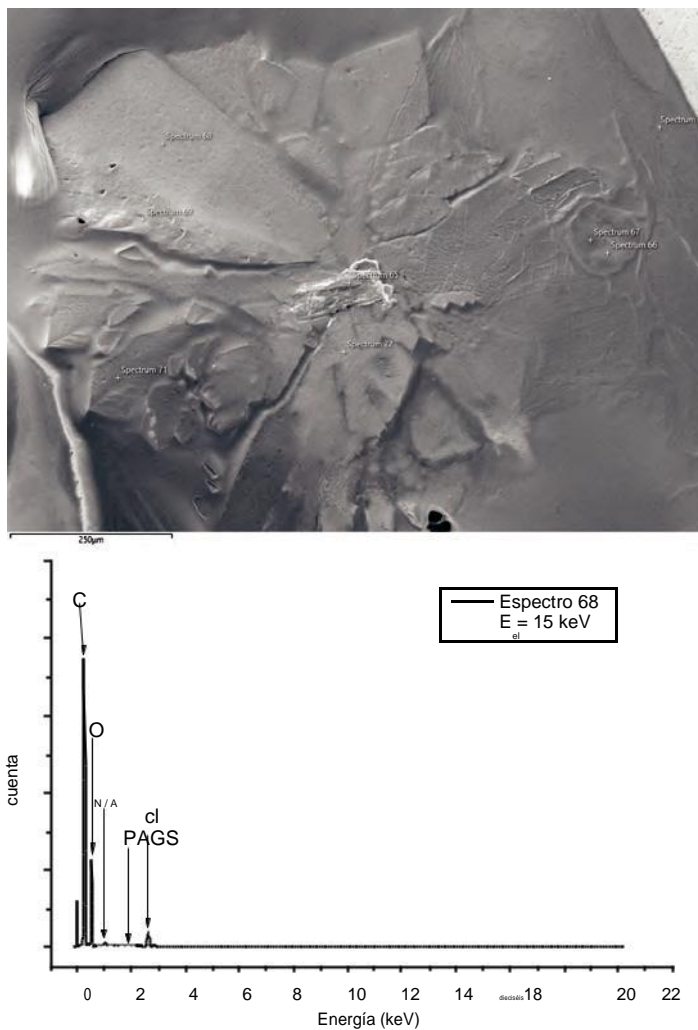 Spectrum 68
Spectrum
Spectrum 69
Spectrum 67
Spectrum 66
Spectrum 65
Spectrum 72
Spectrum 71
250µm
C
O
N / A
cl
PAGS
Espectro 68
E = 15 keV
el
cuenta
0 2 4 6 8 10 12 14 dieciséis 18 20 22
Energía (keV)